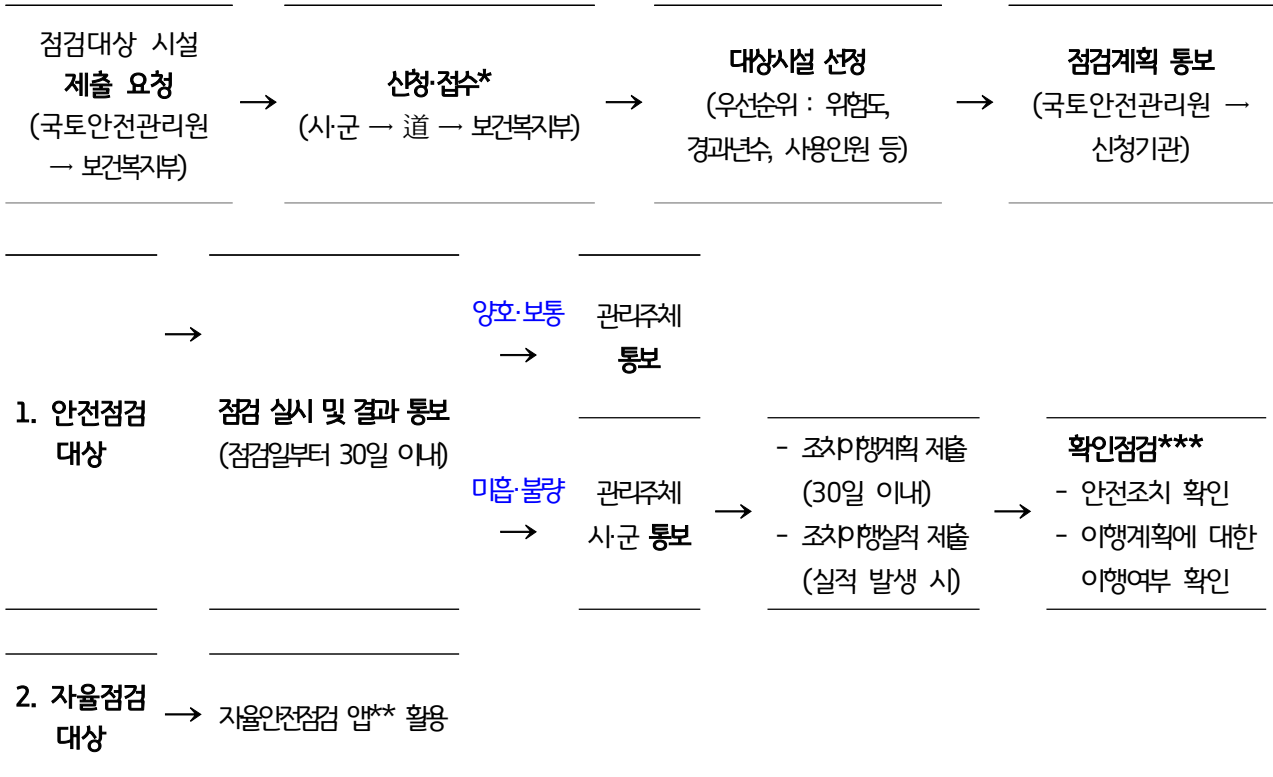 점검대상 시설
제출 요청
(국토안전관리원
→ 보건복지부)
→
신청·접수*
(시·군 → 道 → 보건복지부)
→
대상시설 선정
(우선순위 : 위험도,
경과년수, 사용인원 등)
→
점검계획 통보
(국토안전관리원 →
신청기관)
1. 안전점검
대상
→
점검 실시 및 결과 통보
(점검일부터 30일 이내)
양호·보통
→
관리주체
통보
미흡·불량
→
관리주체
시·군 통보
→
- 조치이행계획 제출
(30일 이내)
- 조치이행실적 제출
(실적 발생 시)
→
확인점검***
- 안전조치 확인
- 이행계획에 대한
이행여부 확인
2. 자율점검
대상
→
자율안전점검 앱** 활용